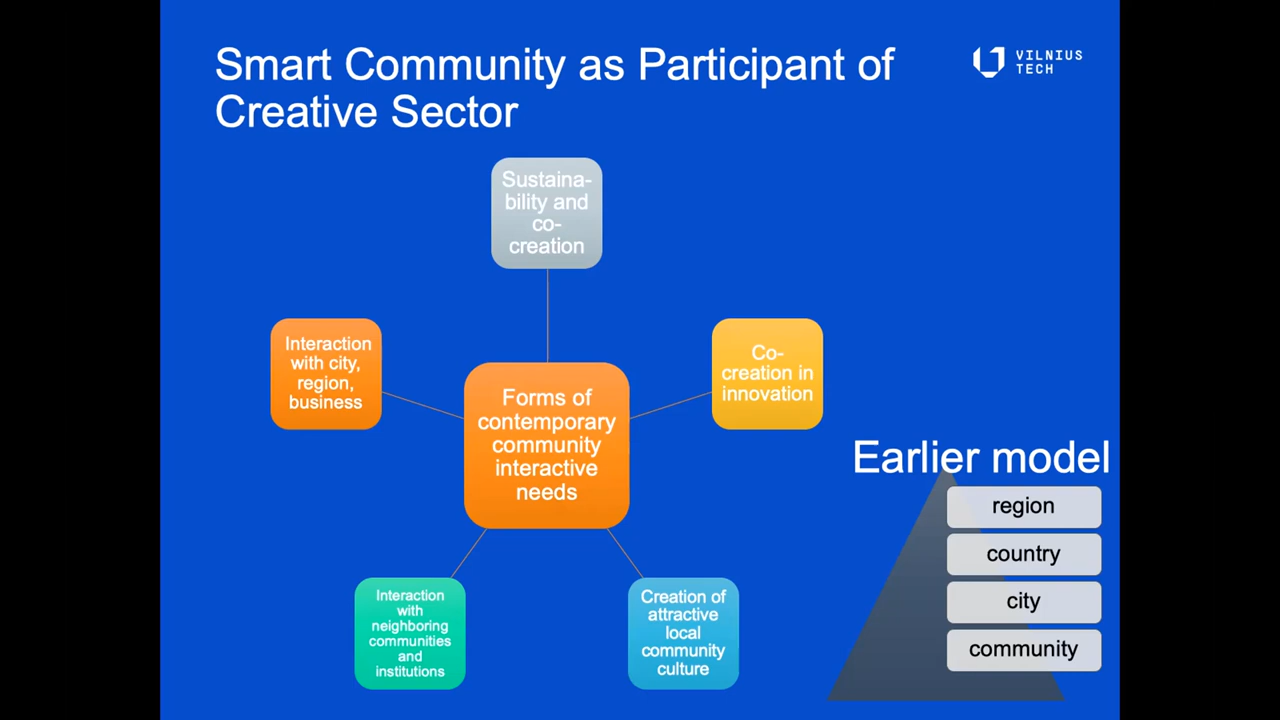 Smart Community as Participant of
Creative Sector
VILNIUS
TECH
Sustaina-
bility and
co-
creation
Interaction
with city,
region,
business
Co-
creation in
innovation
Forms of
contemporary
community
interactive
needs
Interaction
with
neighboring
communities
and
institutions
Creation of
attractive
local
community
culture
Earlier model
region
country
city
community